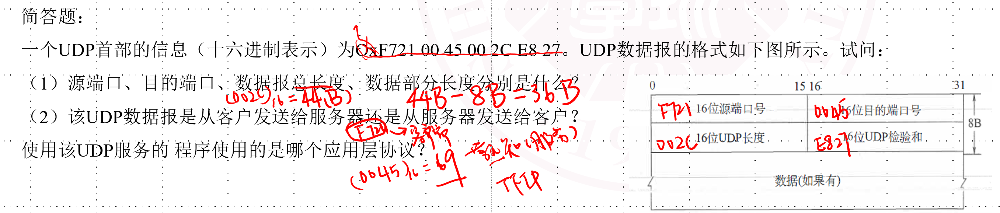 简答题：
一个UDP首部的信息（十六进制表示）为0xF721 00 45 00 2C E8 27。UDP数据报的格式如下图所示。试问：
（1）源端口、目的端口、数据报总长度、数据部分长度分别是什么？
(002C)16=44(B) 44B-8B=36B
（2）该UDP数据报是从客户发送给服务器还是从服务器发送给客户？
F721→客户端
使用该UDP服务的 程序使用的是哪个应用层协议？
(0045)16=69 (服务)
TFTP
0 15 16 31
F721 16位源端口号 0045 16位目的端口号
8B
002C 16位UDP长度 E827 16位UDP检验和
数据(如果有)